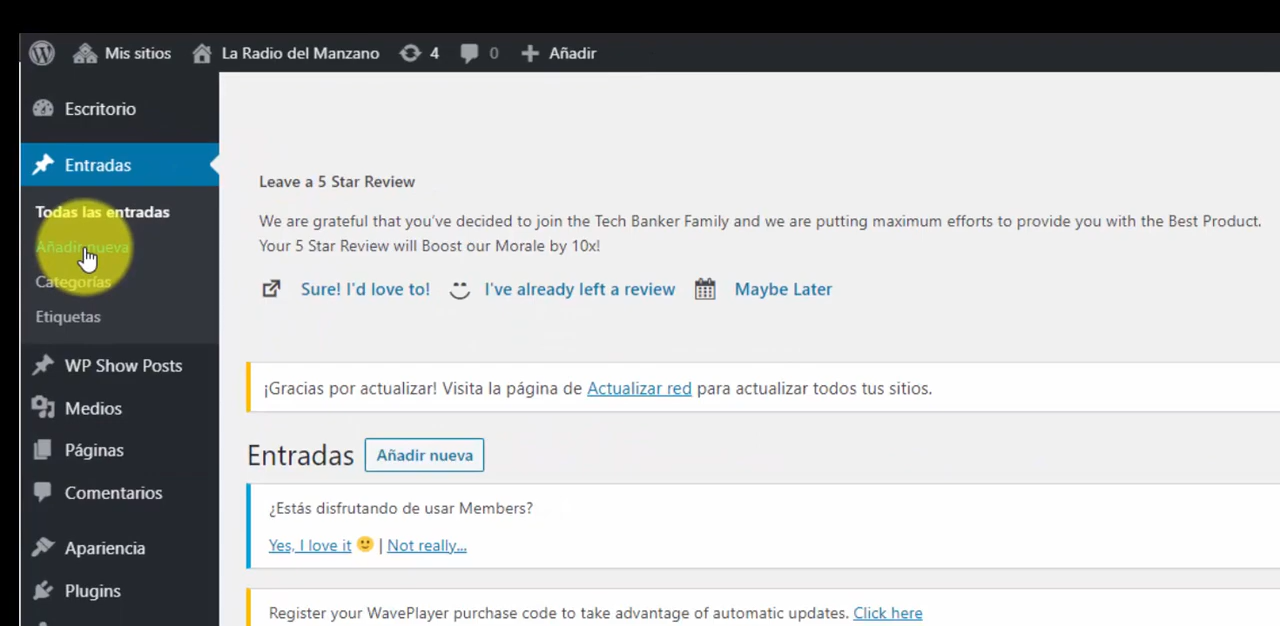 Mis sitios La Radio del Manzano 4 0 Añadir
Escritorio
Entradas
Todas las entradas
Añadir nueva
Categorías
Etiquetas
WP Show Posts
Medios
Páginas
Comentarios
Apariencia
Plugins
Leave a 5 Star Review
We are grateful that you've decided to join the Tech Banker Family and we are putting maximum efforts to provide you with the Best Product.
Your 5 Star Review will Boost our Morale by 10x!
Sure! I'd love to! I've already left a review Maybe Later
¡Gracias por actualizar! Visita la página de Actualizar red para actualizar todos tus sitios.
Entradas Añadir nueva
¿Estás disfrutando de usar Members?
Yes, I love it 🙂 | Not really...
Register your WavePlayer purchase code to take advantage of automatic updates. Click here